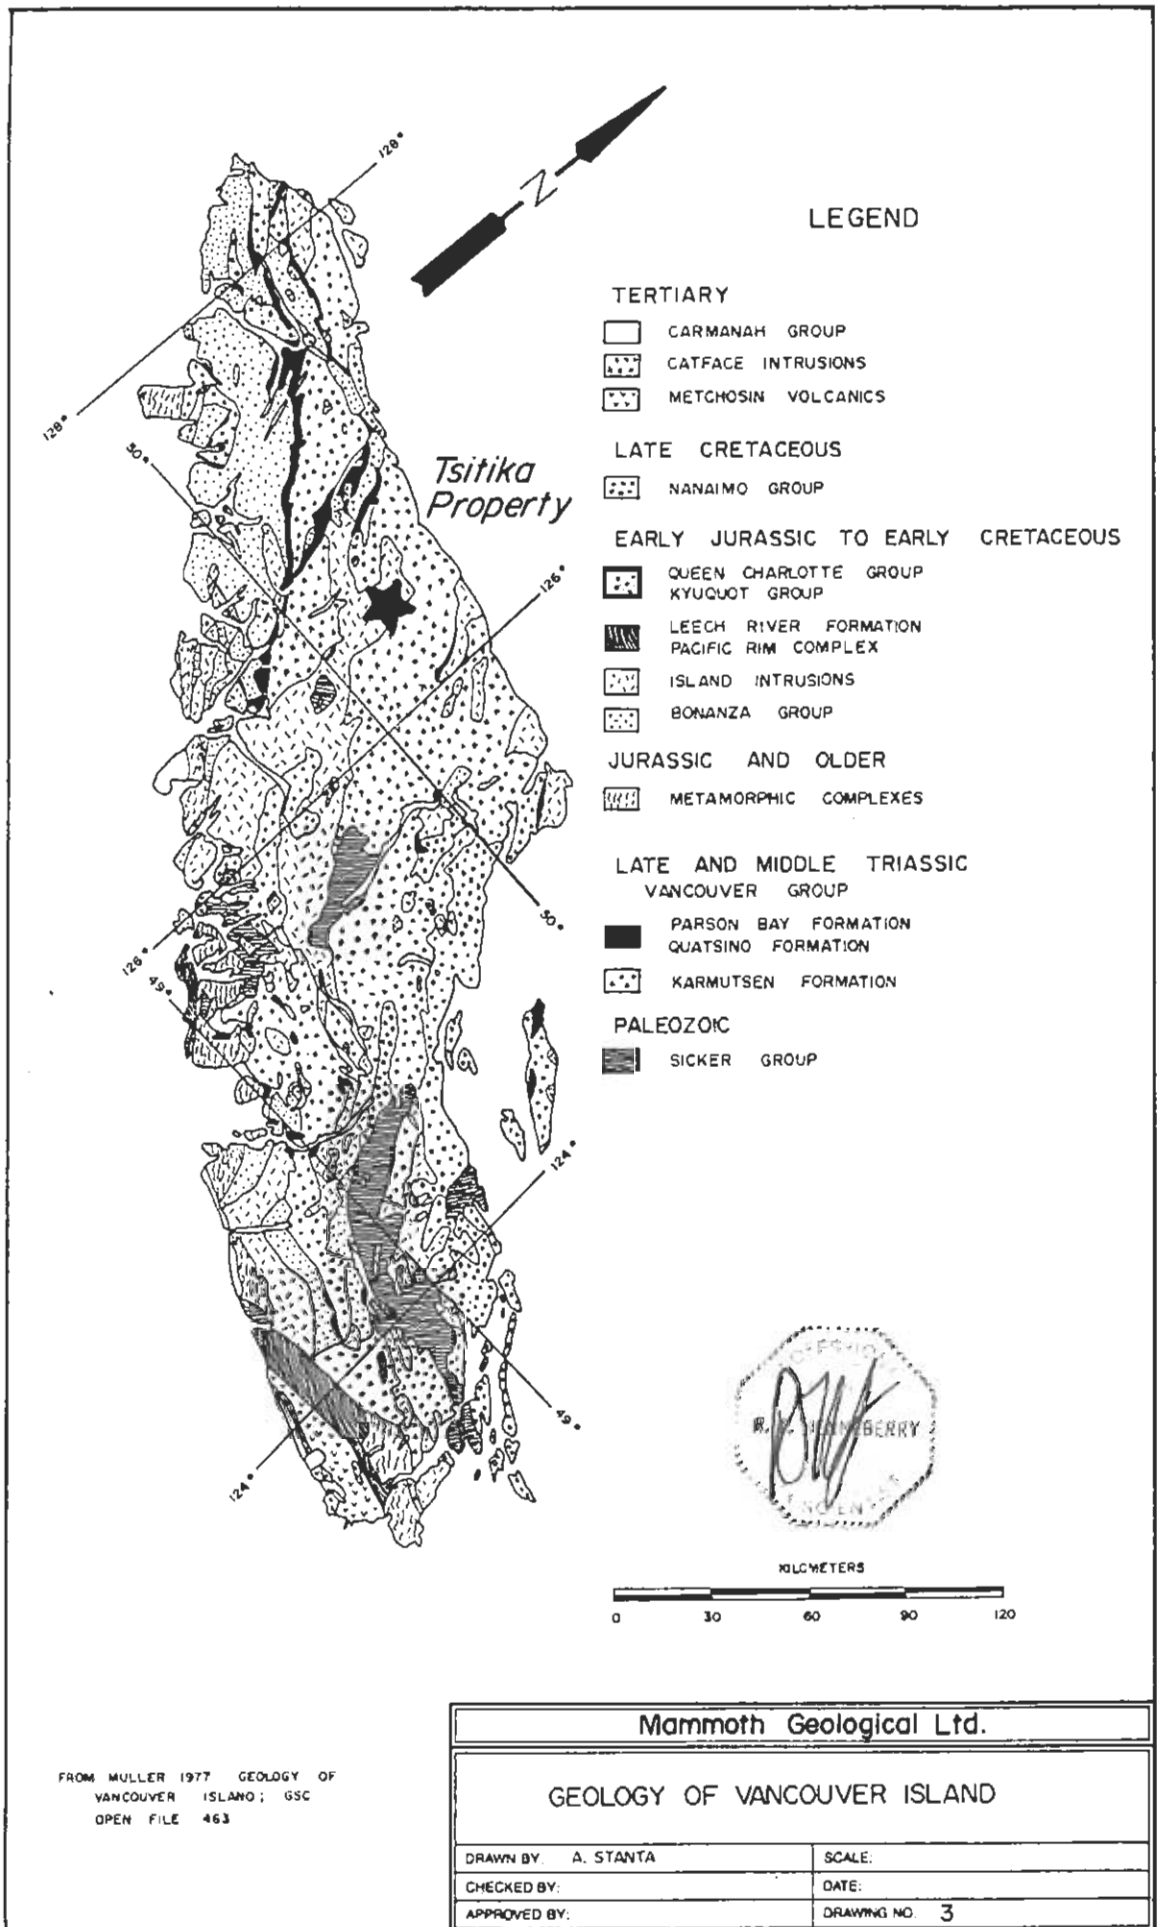 128°
N
LEGEND
TERTIARY
CARMANAH GROUP
CATFACE INTRUSIONS
METCHOSIN VOLCANICS
128°
50°
Tsitika
Property
LATE CRETACEOUS
NANAIMO GROUP
EARLY JURASSIC TO EARLY CRETACEOUS
QUEEN CHARLOTTE GROUP
KYUQUOT GROUP
126°
LEECH RIVER FORMATION
PACIFIC RIM COMPLEX
ISLAND INTRUSIONS
BONANZA GROUP
JURASSIC AND OLDER
METAMORPHIC COMPLEXES
LATE AND MIDDLE TRIASSIC
VANCOUVER GROUP
PARSON BAY FORMATION
QUATSINO FORMATION
50°
126°
49°
KARMUTSEN FORMATION
PALEOZOIC
SICKER GROUP
124°
49°
124°
KILOMETERS
0 30 60 90 120
Mammoth Geological Ltd.
FROM MULLER 1977 GEOLOGY OF
VANCOUVER ISLAND; GSC
OPEN FILE 463
GEOLOGY OF VANCOUVER ISLAND
DRAWN BY: A. STANTA
SCALE:
CHECKED BY:
DATE:
APPROVED BY:
DRAWING NO. 3